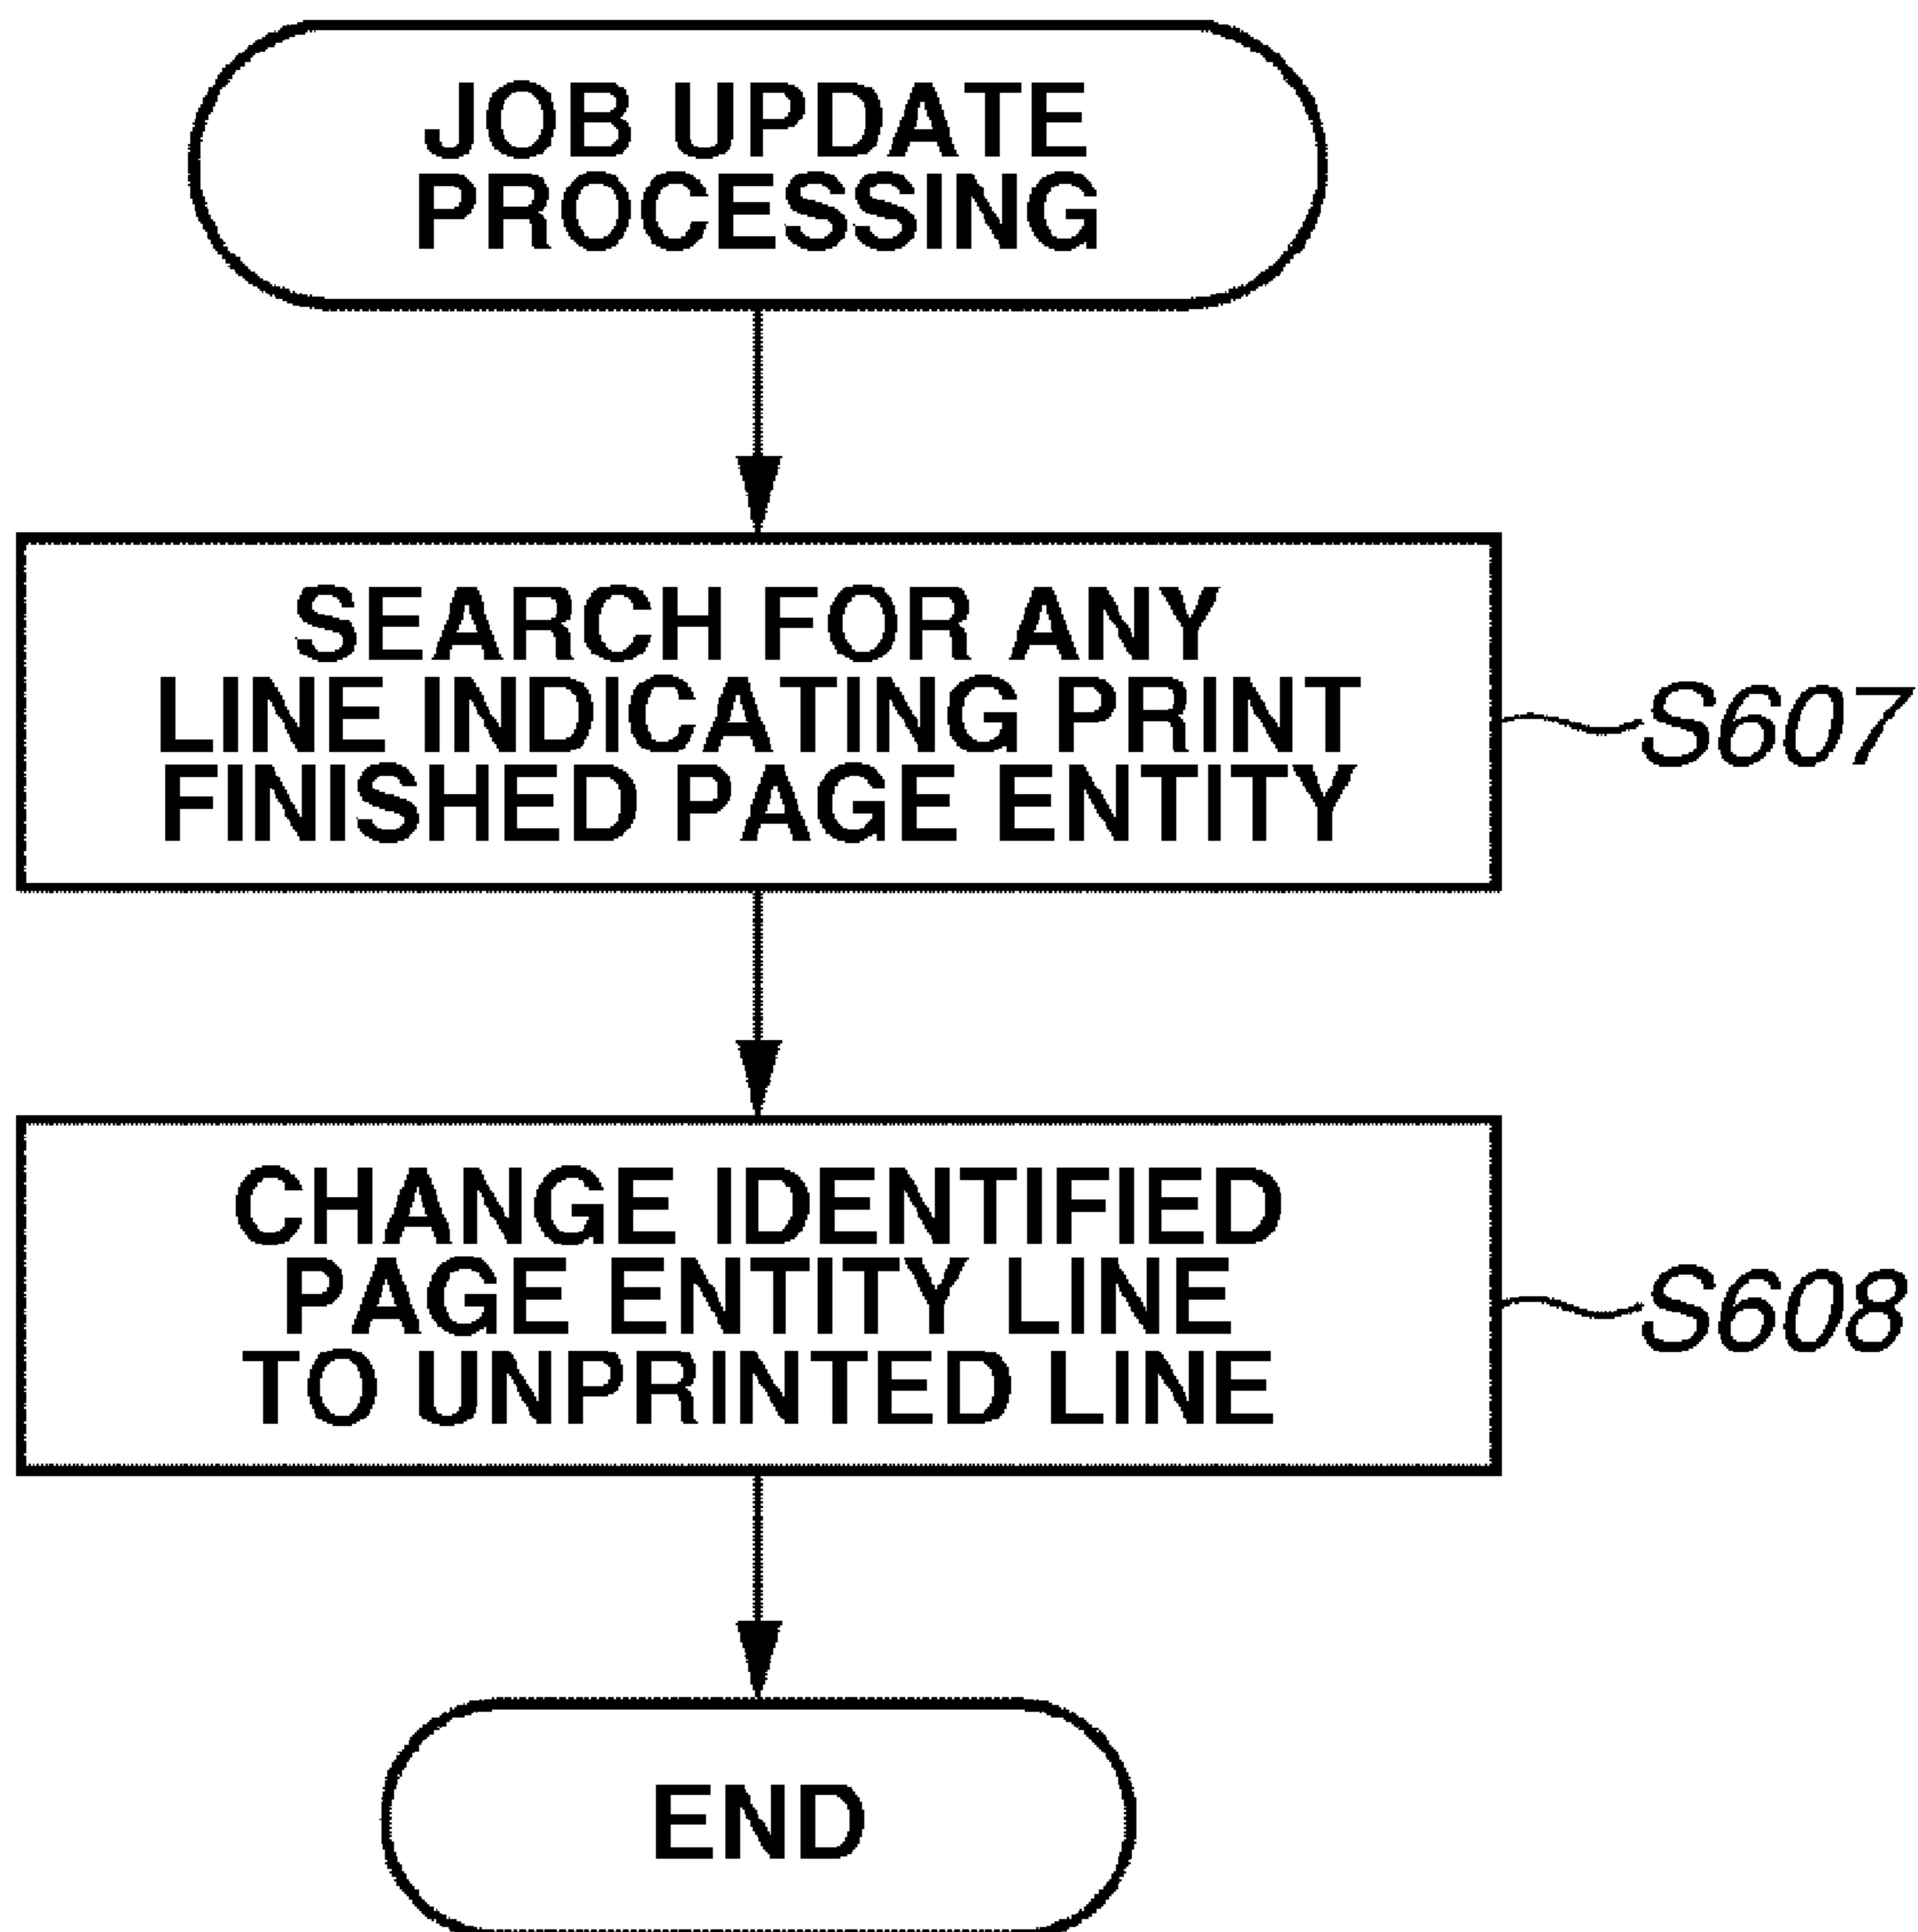 JOB UPDATE
PROCESSING
SEARCH FOR ANY
LINE INDICATING PRINT
FINISHED PAGE ENTITY
S607
CHANGE IDENTIFIED
PAGE ENTITY LINE
TO UNPRINTED LINE
S608
END